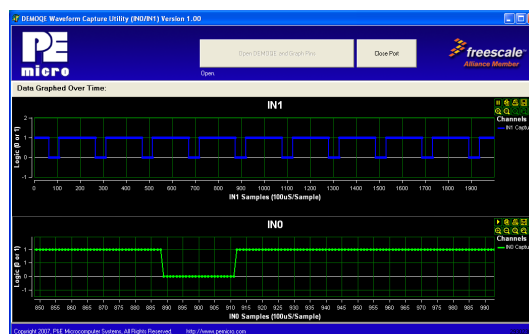 DEMOQE Waveform Capture Utility (IN0/IN1) Version 1.00
PE
micro
Open DEMOQE and Graph Pins
Close Port
freescale
Alliance Member
Open.
Data Graphed Over Time:
IN1
Channels
IN1 Captu
Logic (0 or 1)
2
1
0
-1
0 100 200 300 400 500 600 700 800 900 1000 1100 1200 1300 1400 1500 1600 1700 1800 1900
IN1 Samples (100uS/Sample)
IN0
Channels
IN0 Captu
Logic (0 or 1)
1
0
-1
850 855 860 865 870 875 880 885 890 895 900 905 910 915 920 925 930 935 940 945 950 955 960 965 970 975 980 985 990
IN0 Samples (100uS/Sample)
Copyright 2007, P&E Microcomputer Systems, All Rights Reserved. http://www.pemicro.com